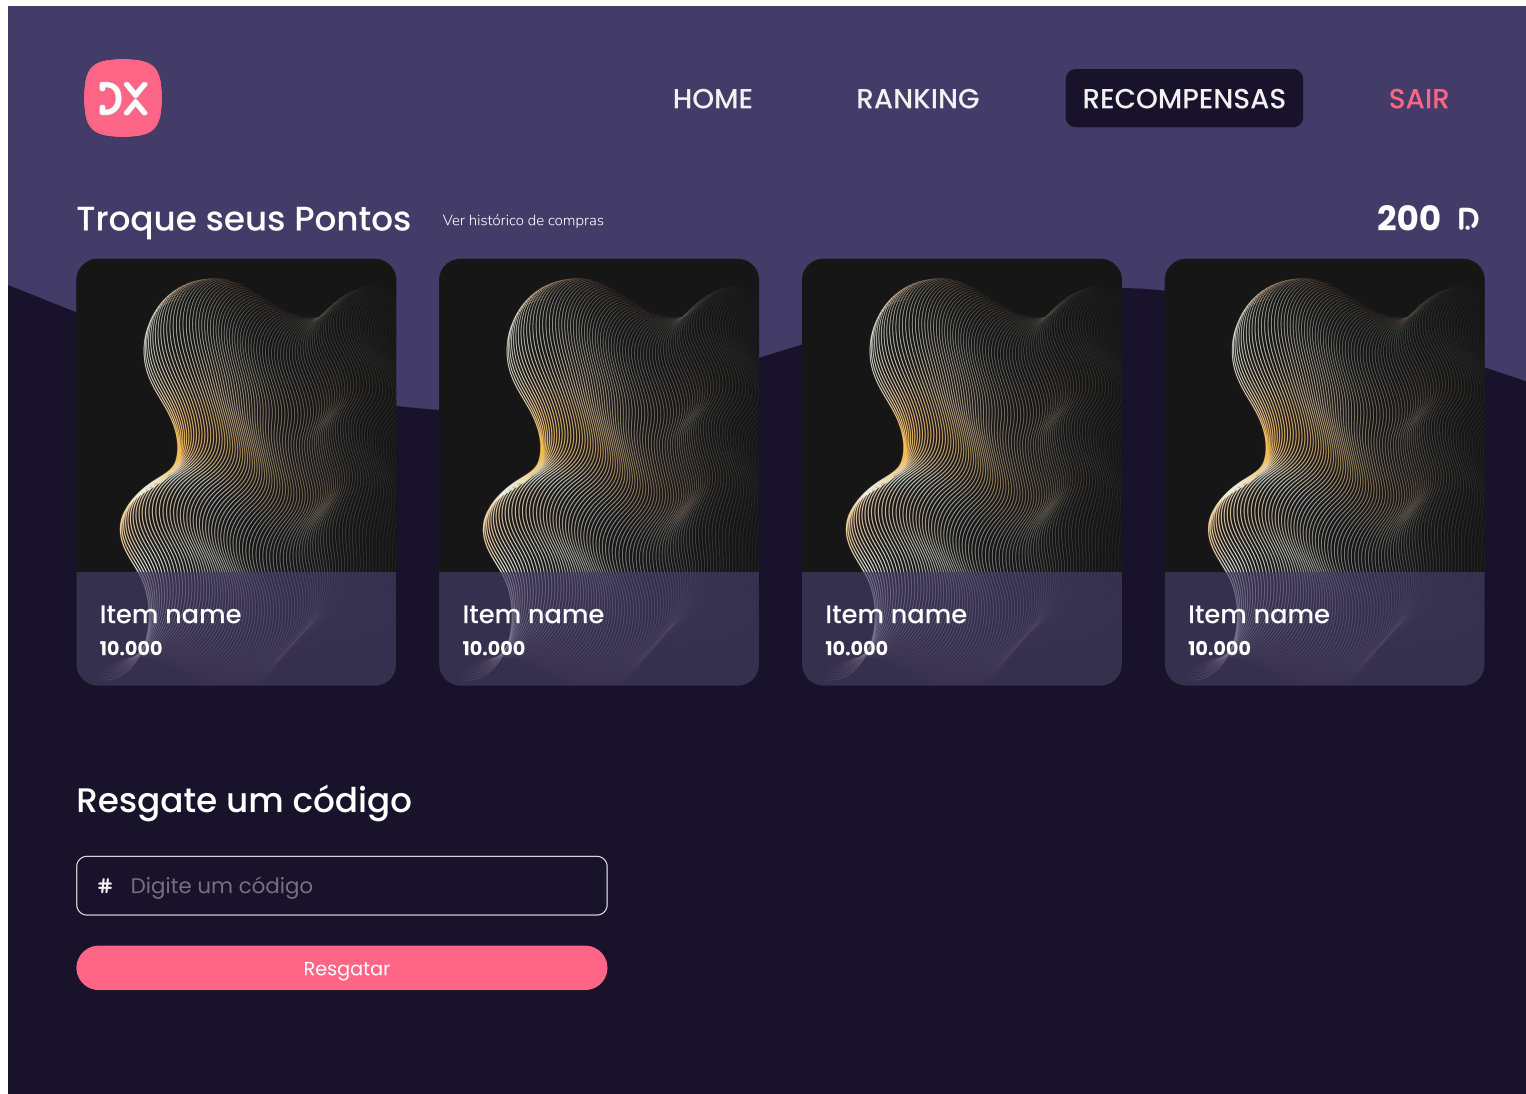 DX
HOME RANKING RECOMPENSAS SAIR
Troque seus Pontos Ver histórico de compras 200 D
Item name Item name Item name Item name
10.000 10.000 10.000 10.000
Resgate um código
# Digite um código
Resgatar